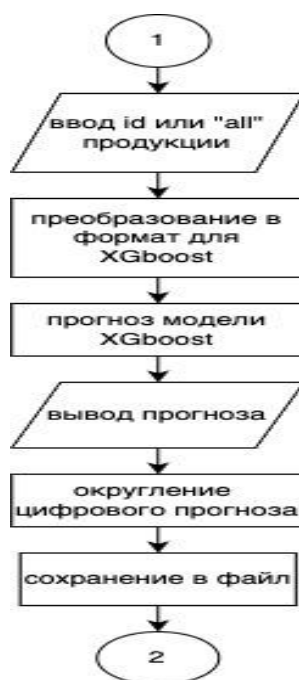 1
ввод id или "all"
продукции
преобразование в
формат для
XGboost
прогноз модели
XGboost
вывод прогноза
округление
цифрового прогноза
сохранение в файл
2